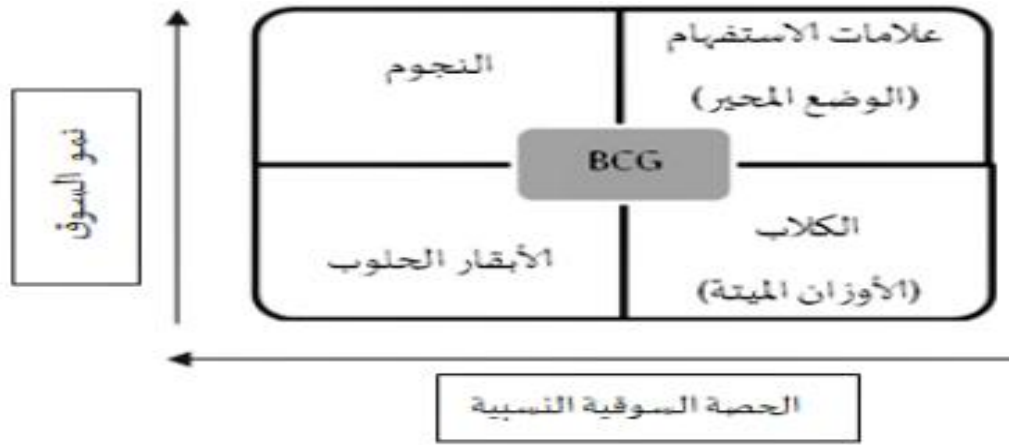 علامات الاستفهام
(الوضع المحير)
النجوم
BCG
نمو السوق
الكلاب
(الأوزان الميتة)
الأبقار الحلوب
الحصة السوقية النسبية